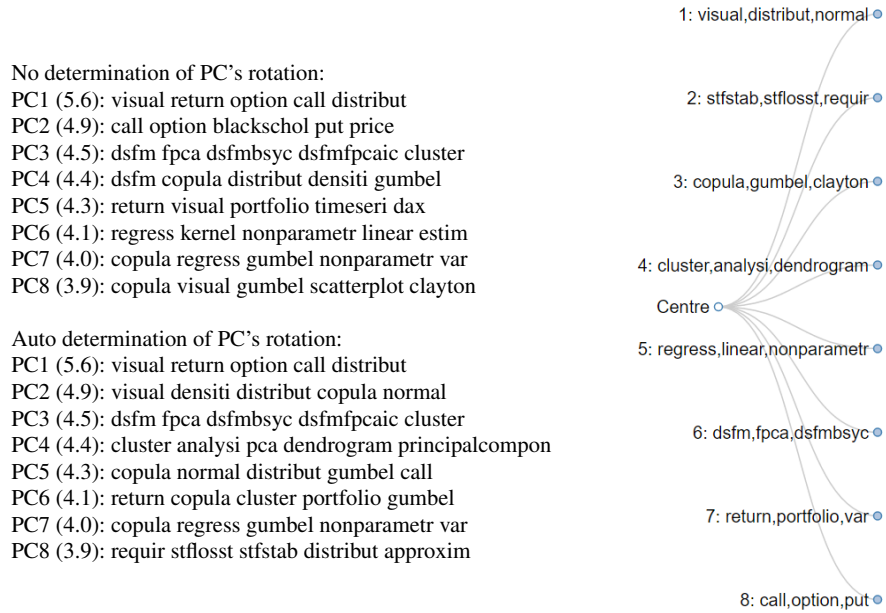 No determination of PC's rotation:
PC1 (5.6): visual return option call distribut
PC2 (4.9): call option blackschol put price
PC3 (4.5): dsfm fpca dsfmbsyc dsfmfpcaic cluster
PC4 (4.4): dsfm copula distribut densiti gumbel
PC5 (4.3): return visual portfolio timeseri dax
PC6 (4.1): regress kernel nonparametr linear estim
PC7 (4.0): copula regress gumbel nonparametr var
PC8 (3.9): copula visual gumbel scatterplot clayton
Auto determination of PC's rotation:
PC1 (5.6): visual return option call distribut
PC2 (4.9): visual densiti distribut copula normal
PC3 (4.5): dsfm fpca dsfmbsyc dsfmfpcaic cluster
PC4 (4.4): cluster analysi pca dendrogram principalcompon
PC5 (4.3): copula normal distribut gumbel call
PC6 (4.1): return copula cluster portfolio gumbel
PC7 (4.0): copula regress gumbel nonparametr var
PC8 (3.9): requir stflosst stfstab distribut approxim
1: visual,distribut,normal
2: stfstab,stflosst,requir
3: copula,gumbel,clayton
4: cluster,analysi,dendrogram
Centre
5: regress,linear,nonparametr
6: dsfm,fpca,dsfmbsyc
7: return,portfolio,var
8: call,option,put